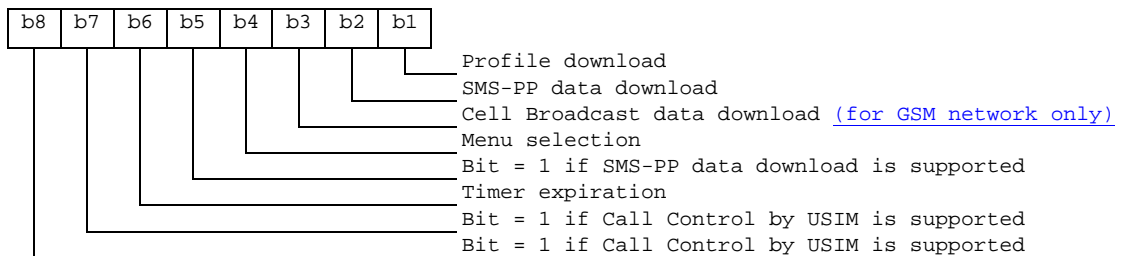 b8 b7 b6 b5 b4 b3 b2 b1
Profile download
SMS-PP data download
Cell Broadcast data download (for GSM network only)
Menu selection
Bit = 1 if SMS-PP data download is supported
Timer expiration
Bit = 1 if Call Control by USIM is supported
Bit = 1 if Call Control by USIM is supported